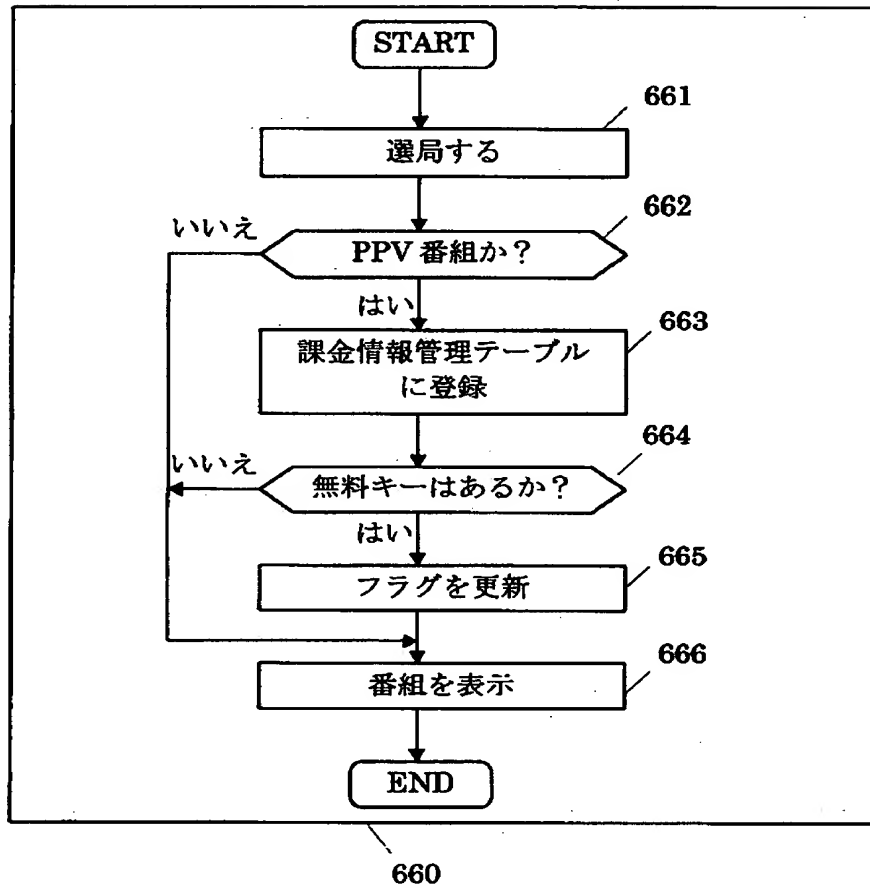 START
661
選局する
662
いいえ
PPV 番組か？
はい
663
課金情報管理テーブル
に登録
664
いいえ
無料キーはあるか？
はい
665
フラグを更新
666
番組を表示
END
660